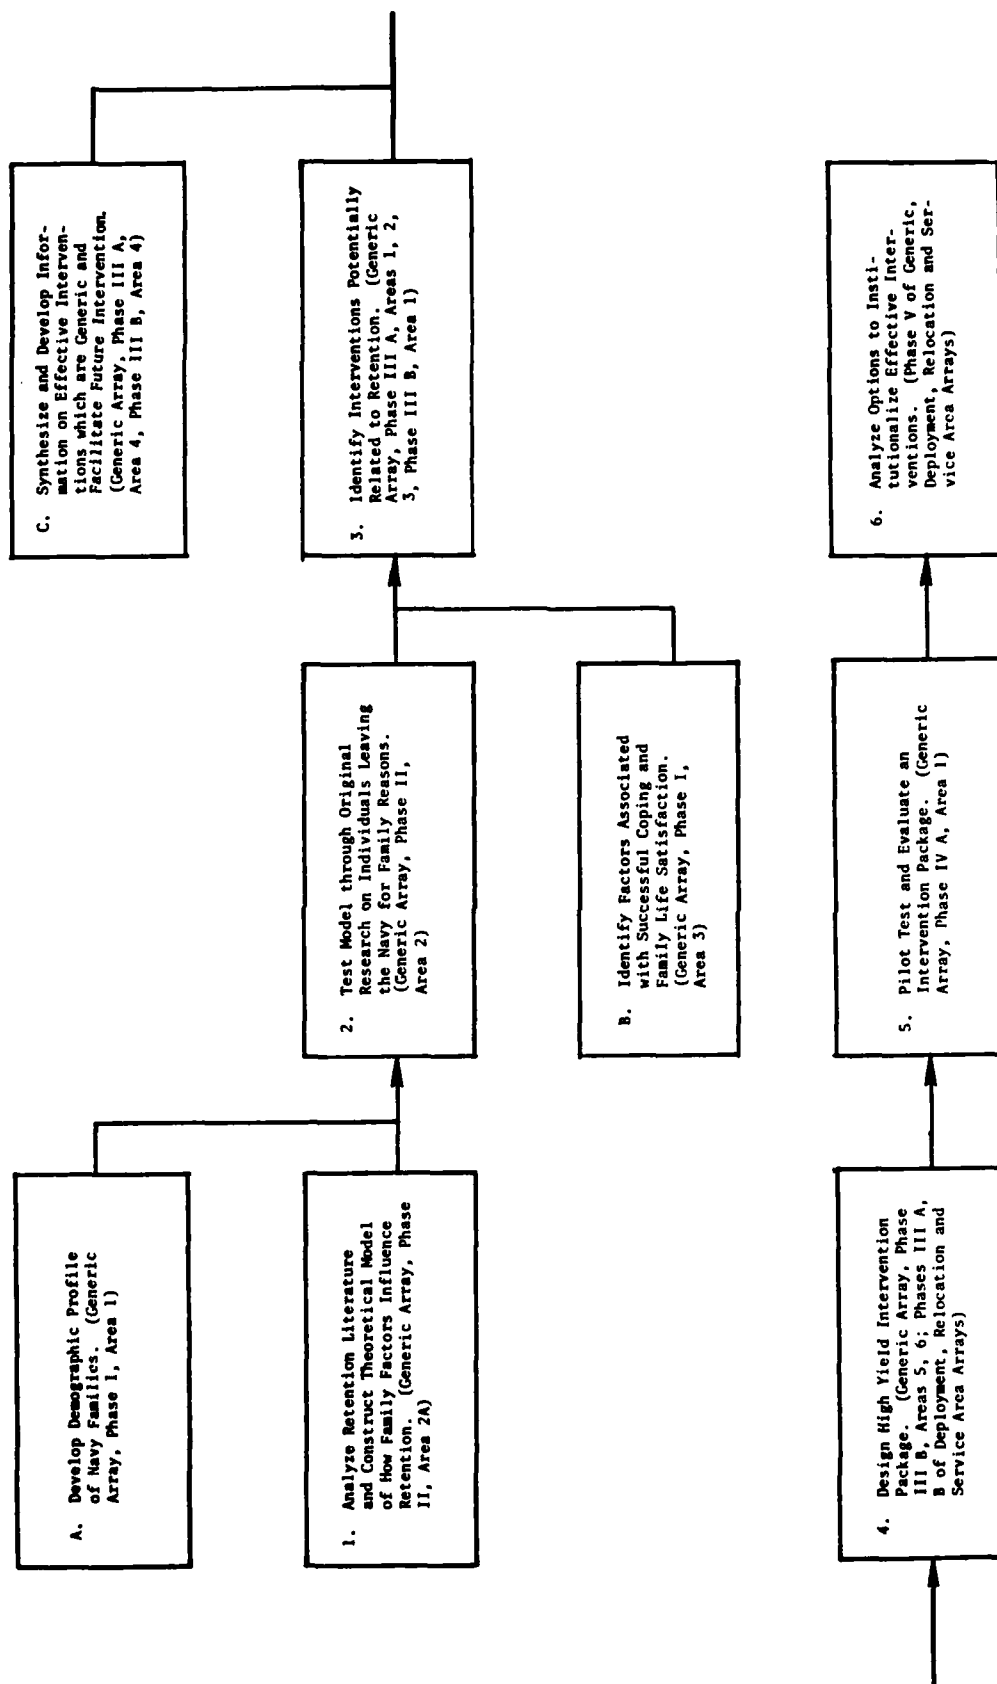 A. Develop Demographic Profile
of Navy Families. (Generic
Array, Phase I, Area 1)
1. Analyze Retention Literature
and Construct Theoretical Model
of How Family Factors Influence
Retention. (Generic Array, Phase
II, Area 2A)
2. Test Model through Original
Research on Individuals Leaving
the Navy for Family Reasons.
(Generic Array, Phase II,
Area 2)
B. Identify Factors Associated
with Successful Coping and
Family Life Satisfaction.
(Generic Array, Phase I,
Area 3)
C. Synthesize and Develop Infor-
mation on Effective Interven-
tions which are Generic and
Facilitate Future Intervention.
(Generic Array, Phase III A,
Area 4, Phase III B, Area 4)
3. Identify Interventions Potentially
Related to Retention. (Generic
Array, Phase III A, Areas 1, 2,
3, Phase III B, Area 1)
4. Design High Yield Intervention
Package. (Generic Array, Phase
III B, Areas 5, 6; Phases III A,
B of Deployment, Relocation and
Service Area Arrays)
5. Pilot Test and Evaluate an
Intervention Package. (Generic
Array, Phase IV A, Area 1)
6. Analyze Options to Insti-
tutionalize Effective Inter-
ventions. (Phase V of Generic,
Deployment, Relocation and Ser-
vice Area Arrays)